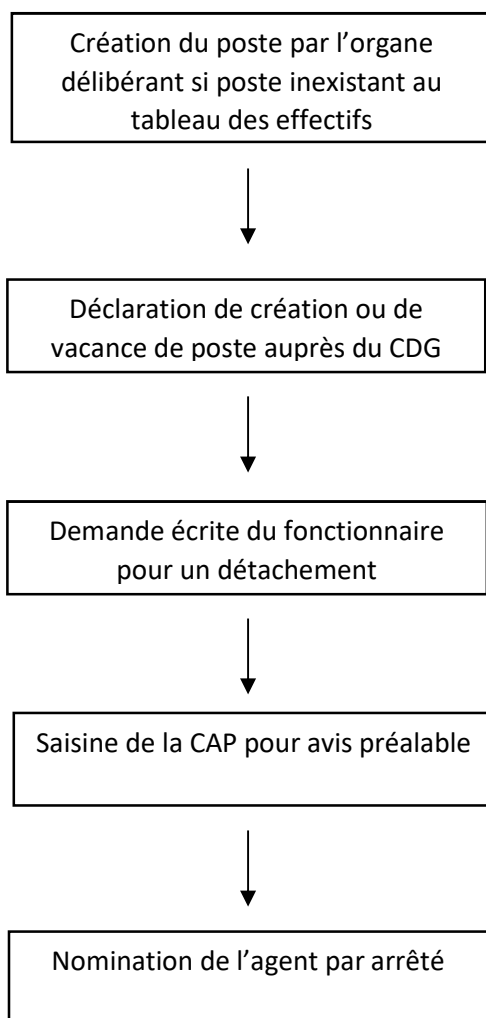 Création du poste par l’organe
délibérant si poste inexistant au
tableau des effectifs
Déclaration de création ou de
vacance de poste auprès du CDG
Demande écrite du fonctionnaire
pour un détachement
Saisine de la CAP pour avis préalable
Nomination de l’agent par arrêté